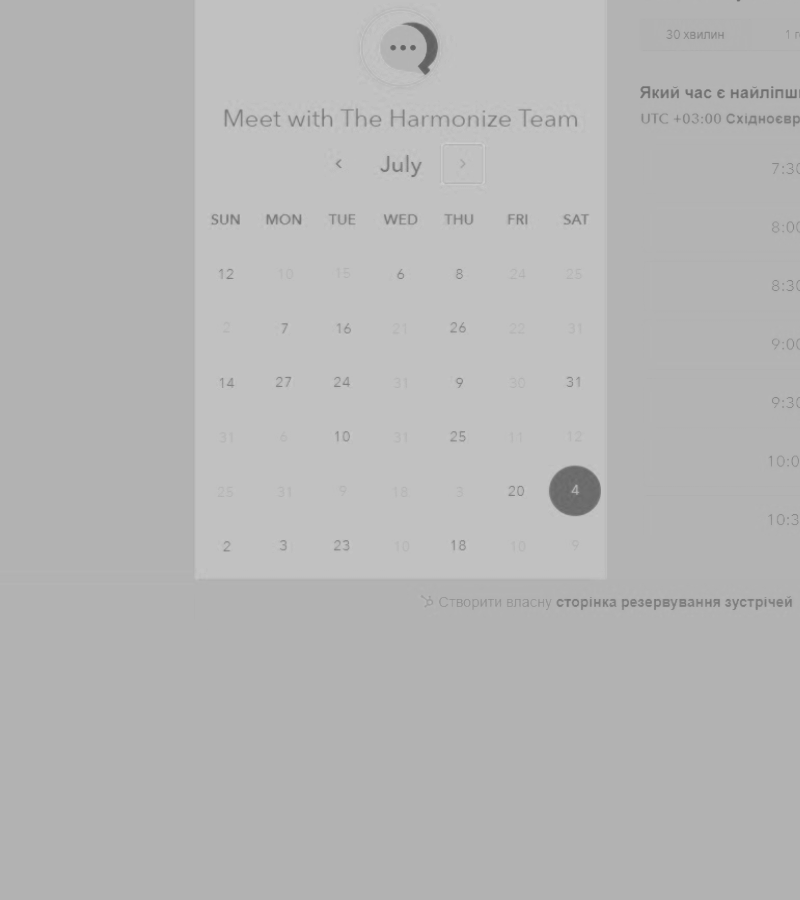 30 хвилин
Meet with The Harmonize Team
Який час є найліпш
UTC +03:00 Східноєвр
July
7:30
SUN MON TUE WED THU FRI SAT
8:00
12 10 15 6 8 24 25
8:30
2 7 16 21 26 22 31
9:00
14 27 24 31 9 30 31
9:30
31 6 10 31 25 11 12
10:0
25 31 9 18 3 20 4
10:3
2 3 23 10 18 10 9
Створити власну сторінка резервування зустрічей